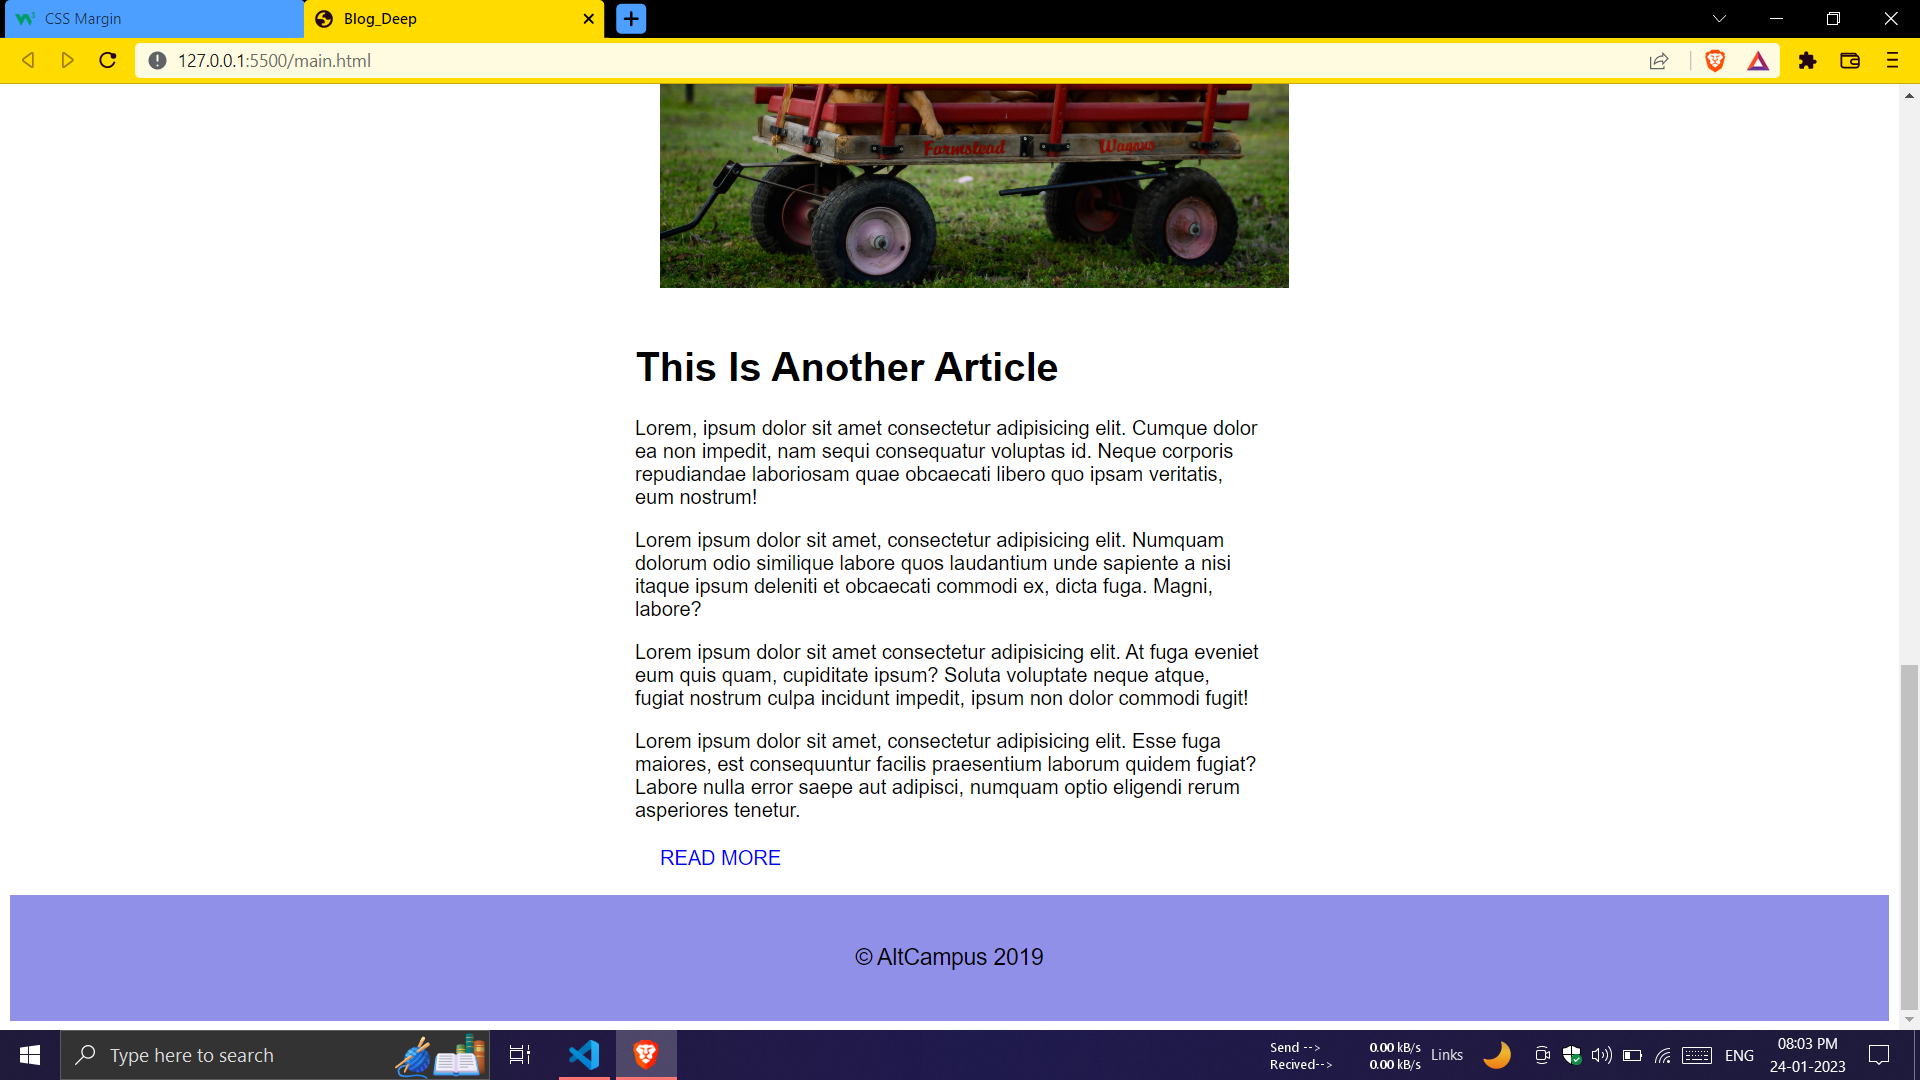 CSS Margin
Blog_Deep
127.0.0.1:5500/main.html
Farmstead Wagons
This Is Another Article
Lorem, ipsum dolor sit amet consectetur adipisicing elit. Cumque dolor
ea non impedit, nam sequi consequatur voluptas id. Neque corporis
repudiandae laboriosam quae obcaecati libero quo ipsam veritatis,
eum nostrum!
Lorem ipsum dolor sit amet, consectetur adipisicing elit. Numquam
dolorum odio similique labore quos laudantium unde sapiente a nisi
itaque ipsum deleniti et obcaecati commodi ex, dicta fuga. Magni,
labore?
Lorem ipsum dolor sit amet consectetur adipisicing elit. At fuga eveniet
eum quis quam, cupiditate ipsum? Soluta voluptate neque atque,
fugiat nostrum culpa incidunt impedit, ipsum non dolor commodi fugit!
Lorem ipsum dolor sit amet, consectetur adipisicing elit. Esse fuga
maiores, est consequuntur facilis praesentium laborum quidem fugiat?
Labore nulla error saepe aut adipisci, numquam optio eligendi rerum
asperiores tenetur.
READ MORE
© AltCampus 2019
Type here to search
Send --> 0.00 kB/s
Recived--> 0.00 kB/s
Links
ENG
08:03 PM
24-01-2023